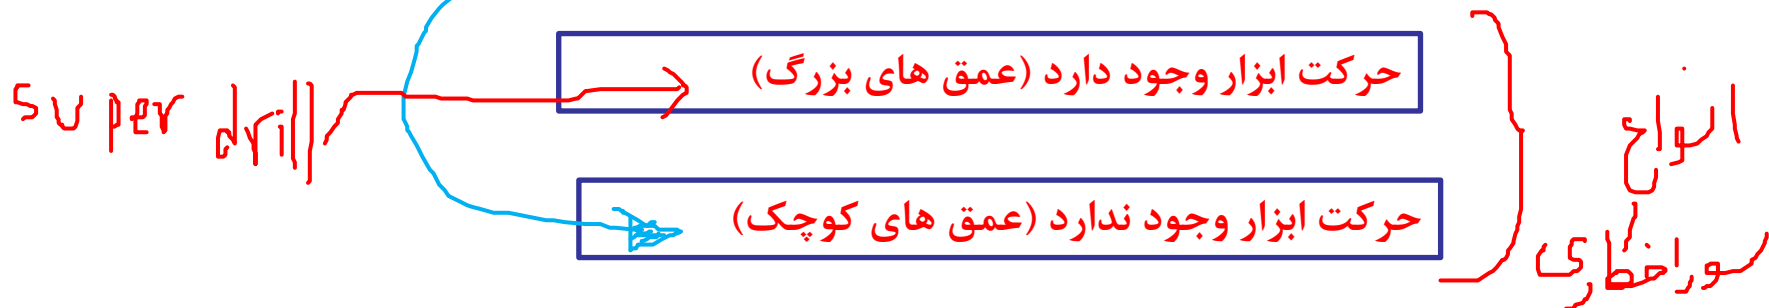 حرکت ابزار وجود دارد (عمق های بزرگ)
super drill
انواع
حرکت ابزار وجود ندارد (عمق های کوچک)
سوراخکاری